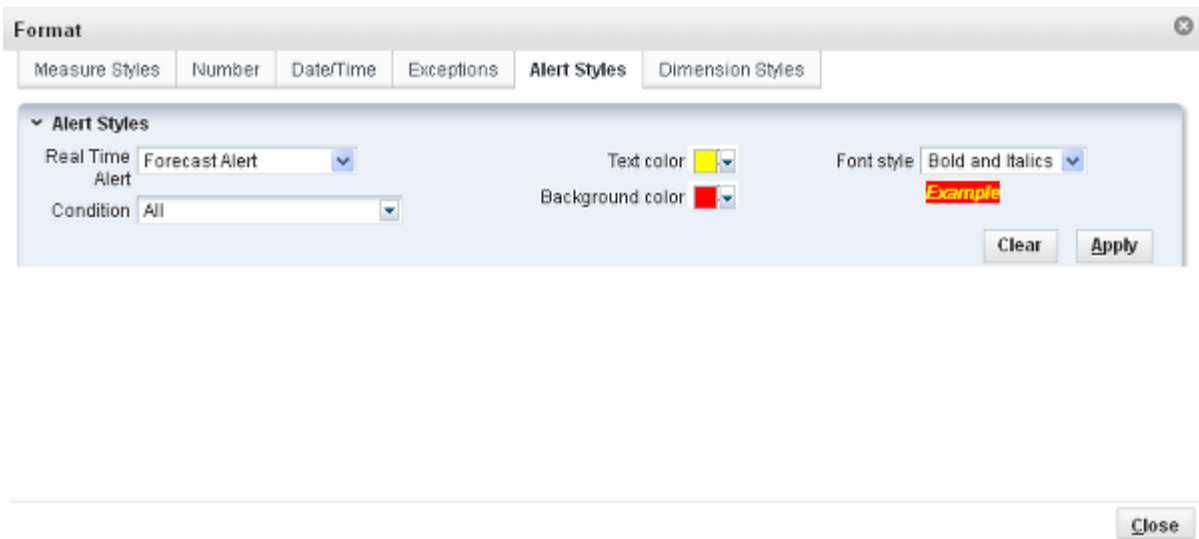 Format
Measure Styles Number Date/Time Exceptions Alert Styles Dimension Styles
Alert Styles
Real Time Alert Forecast Alert Text color Font style Bold and Italics
Condition All Background color Example
Clear Apply
Close